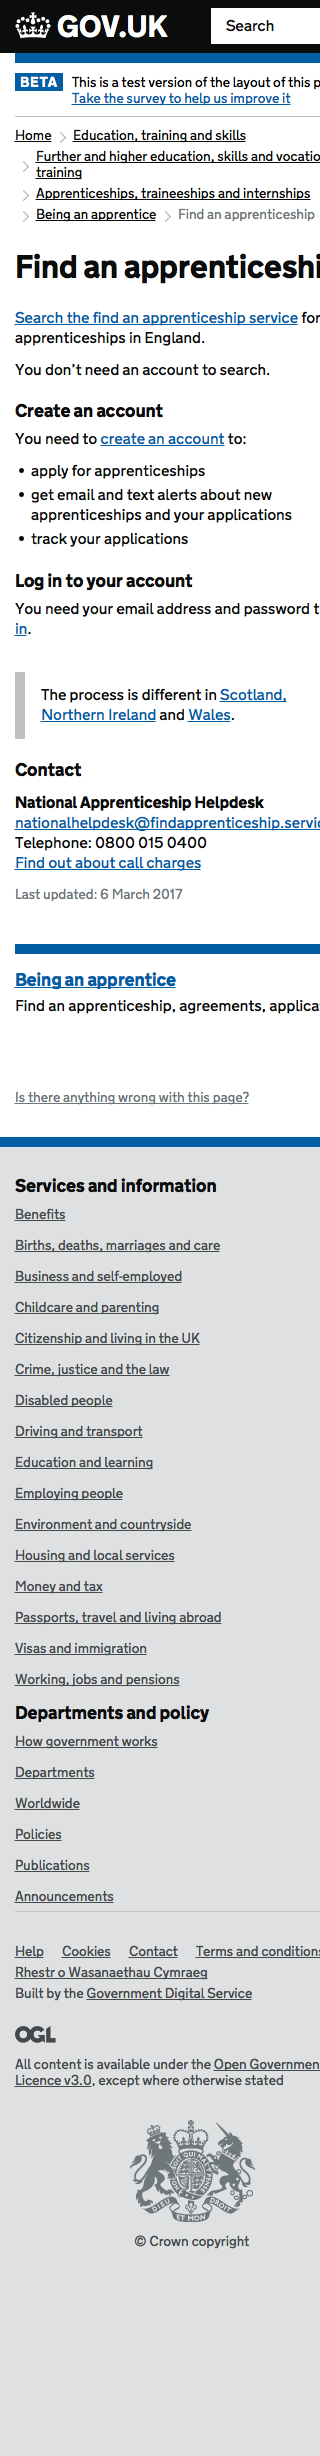 GOV.UK
Search
BETA This is a test version of the layout of this p
Take the survey to help us improve it
Home Education, training and skills
Further and higher education, skills and vocatio
training
Apprenticeships, traineeships and internships
Being an apprentice Find an apprenticeship
Find an apprenticeshi
Search the find an apprenticeship service for
apprenticeships in England.
You don't need an account to search.
Create an account
You need to create an account to:
• apply for apprenticeships
• get email and text alerts about new
apprenticeships and your applications
• track your applications
Log in to your account
You need your email address and password t
in.
The process is different in Scotland,
Northern Ireland and Wales.
Contact
National Apprenticeship Helpdesk
nationalhelpdesk@findapprenticeship.servic
Telephone: 0800 015 0400
Find out about call charges
Last updated: 6 March 2017
Being an apprentice
Find an apprenticeship, agreements, applica
Is there anything wrong with this page?
Services and information
Benefits
Births, deaths, marriages and care
Business and self-employed
Childcare and parenting
Citizenship and living in the UK
Crime, justice and the law
Disabled people
Driving and transport
Education and learning
Employing people
Environment and countryside
Housing and local services
Money and tax
Passports, travel and living abroad
Visas and immigration
Working, jobs and pensions
Departments and policy
How government works
Departments
Worldwide
Policies
Publications
Announcements
Help Cookies Contact Terms and conditions
Rhestr o Wasanaethau Cymraeg
Built by the Government Digital Service
OGL
All content is available under the Open Governmen
Licence v3.0, except where otherwise stated
DIEU ET MON DROIT
© Crown copyright